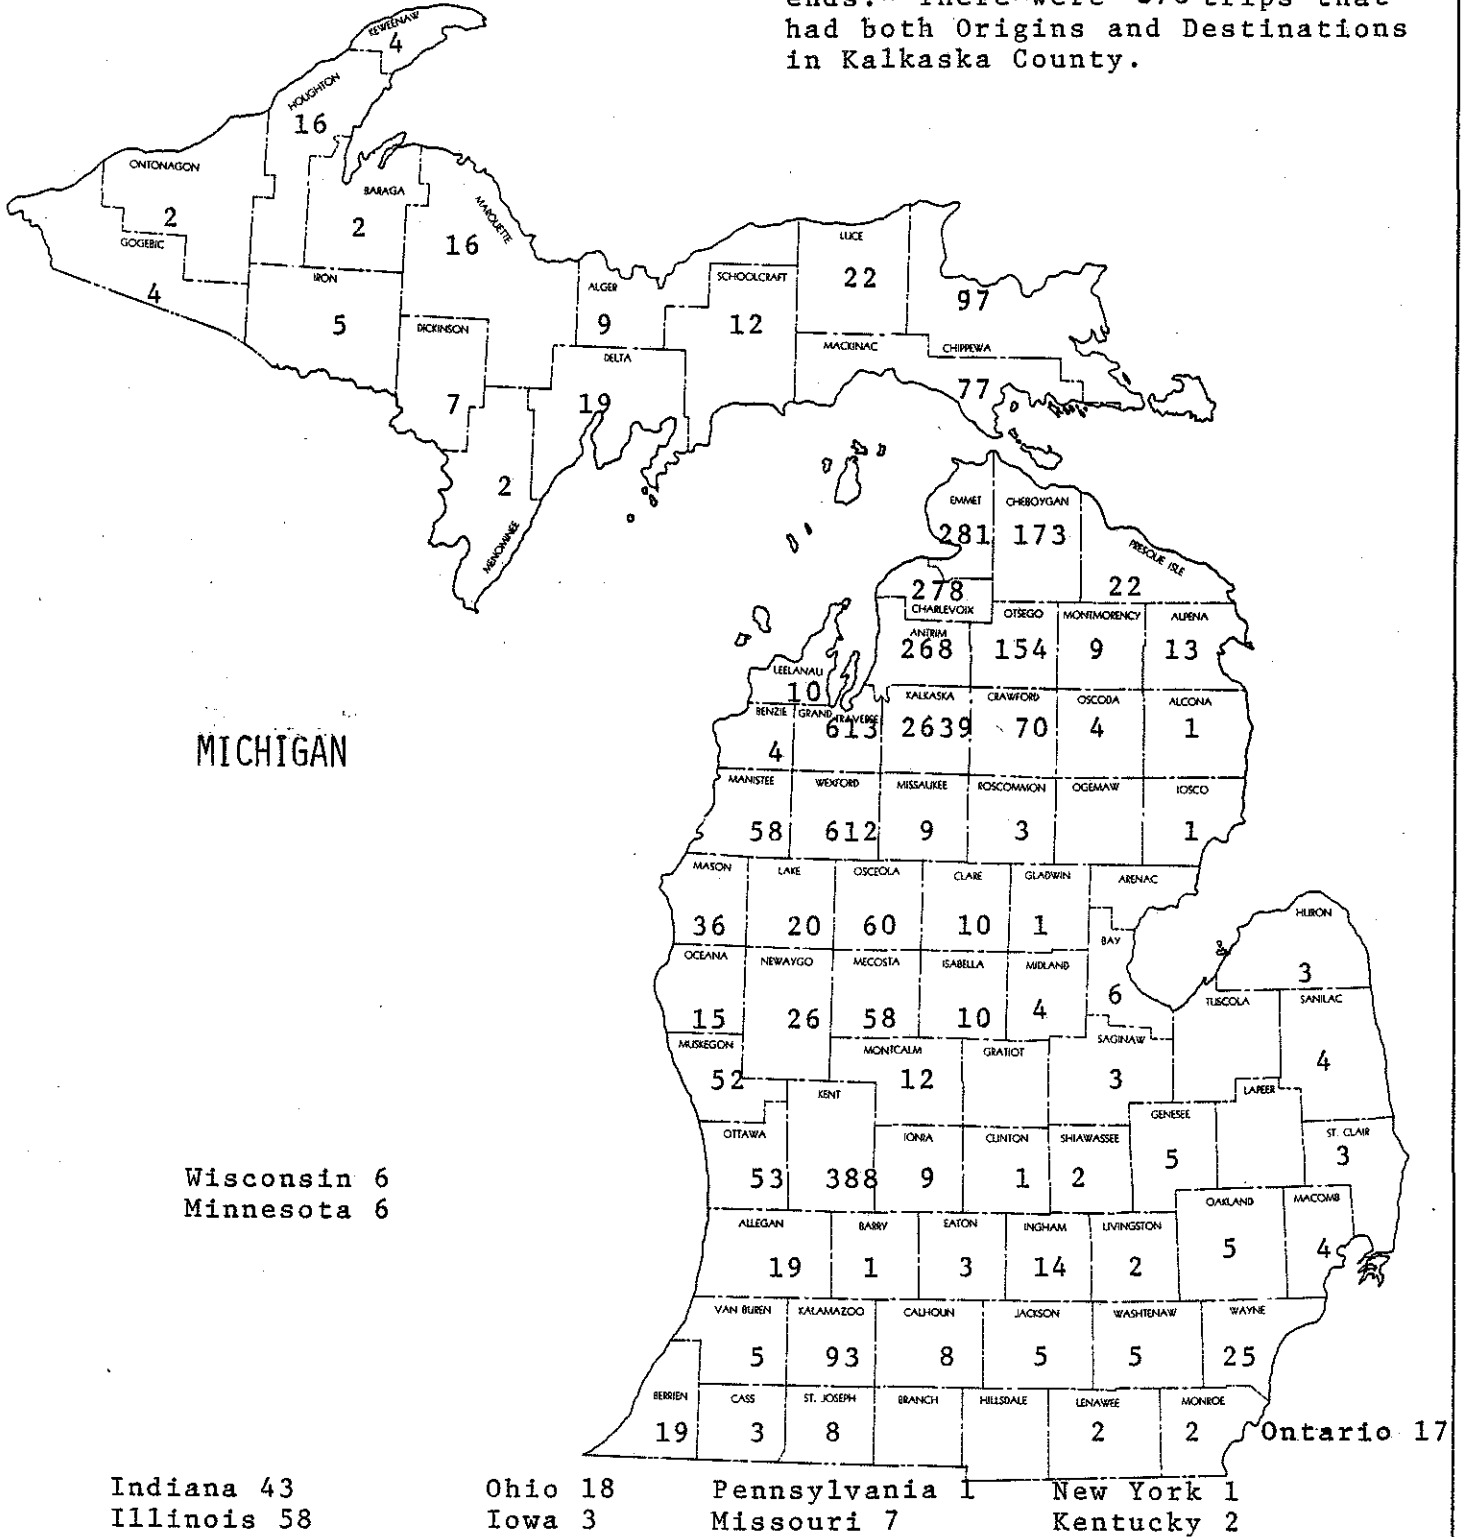 had both Origins and Destinations
in Kalkaska County.
KEWEENAW
4
HOUGHTON
16
ONTONAGON
2
GOGEBIC
4
BARAGA
2
MARQUETTE
16
IRON
5
DICKINSON
7
ALGER
9
DELTA
19
MENOMINEE
2
SCHOOLCRAFT
12
LUCE
22
97
CHIPPEWA
MACKINAC
77
EMMET
281
CHEBOYGAN
173
PRESQUE ISLE
22
278
CHARLEVOIX
ANTRIM
268
OTSEGO
154
MONTMORENCY
9
ALPENA
13
LEELANAU
10
BENZIE
4
GRAND TRAVERSE
613
KALKASKA
2639
CRAWFORD
70
OSCODA
4
ALCONA
1
MICHIGAN
MANISTEE
58
WEXFORD
612
MISSAUKEE
9
ROSCOMMON
3
OGEMAW
IOSCO
1
MASON
36
LAKE
20
OSCEOLA
60
CLARE
10
GLADWIN
1
ARENAC
BAY
6
HURON
3
OCEANA
15
NEWAYGO
26
MECOSTA
58
ISABELLA
10
MIDLAND
4
TUSCOLA
SANILAC
4
MUSKEGON
52
MONTCALM
12
GRATIOT
SAGINAW
3
LAPEER
KENT
388
OTTAWA
53
IONIA
9
CLINTON
1
SHIAWASSEE
2
GENESEE
5
ST. CLAIR
3
Wisconsin 6
Minnesota 6
ALLEGAN
19
BARRY
1
EATON
3
INGHAM
14
LIVINGSTON
2
OAKLAND
5
MACOMB
4
VAN BUREN
5
KALAMAZOO
93
CALHOUN
8
JACKSON
5
WASHTENAW
5
WAYNE
25
BERRIEN
19
CASS
3
ST. JOSEPH
8
BRANCH
HILLSDALE
LENAWEE
2
MONROE
2
Ontario 17
Indiana 43
Illinois 58
Ohio 18
Iowa 3
Pennsylvania 1
Missouri 7
New York 1
Kentucky 2